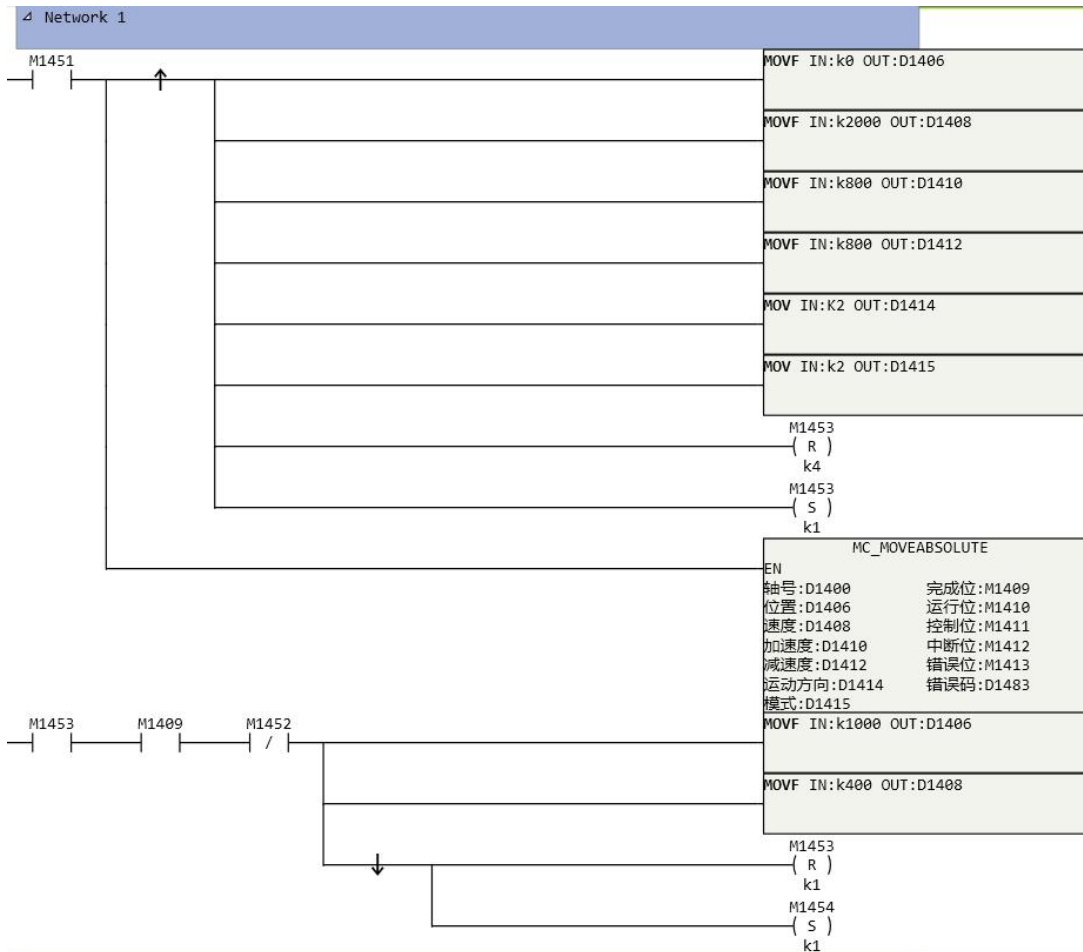 ⊿ Network 1
M1451
MOVF IN:k0 OUT:D1406
MOVF IN:k2000 OUT:D1408
MOVF IN:k800 OUT:D1410
MOVF IN:k800 OUT:D1412
MOV IN:K2 OUT:D1414
MOV IN:k2 OUT:D1415
M1453
( R )
k4
M1453
( S )
k1
MC_MOVEABSOLUTE
EN
轴号:D1400 完成位:M1409
位置:D1406 运行位:M1410
速度:D1408 控制位:M1411
加速度:D1410 中断位:M1412
减速度:D1412 错误位:M1413
运动方向:D1414 错误码:D1483
模式:D1415
M1453 M1409 M1452
/
MOVF IN:k1000 OUT:D1406
MOVF IN:k400 OUT:D1408
M1453
( R )
k1
M1454
( S )
k1